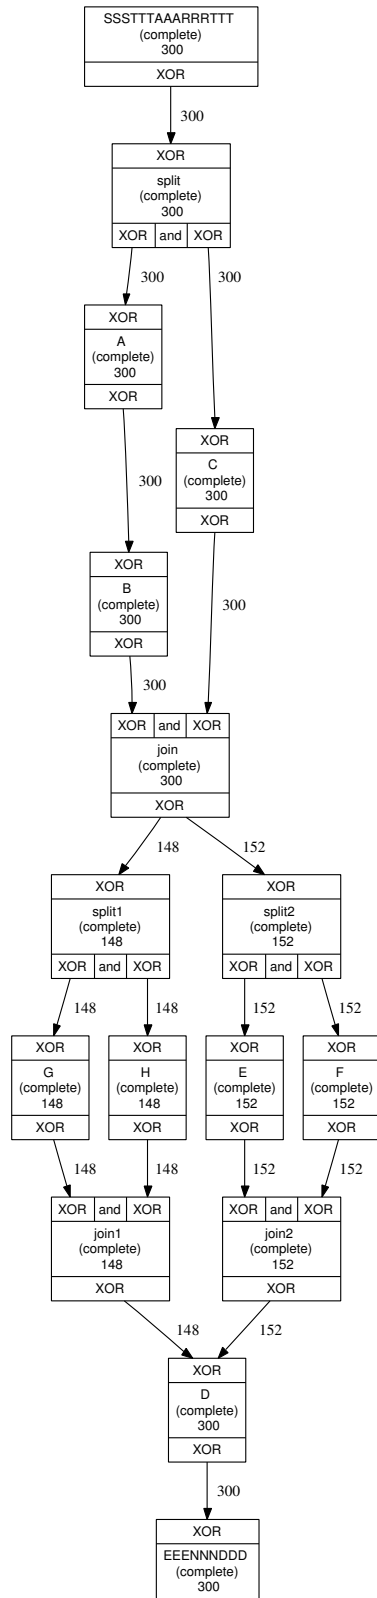 SSSTTTAAARRRTTT
(complete)
300
XOR
300
XOR
split
(complete)
300
XOR and XOR
300 300
XOR
A
(complete)
300
XOR
XOR
C
(complete)
300
XOR
300
XOR
B
(complete)
300
XOR
300
300
XOR and XOR
join
(complete)
300
XOR
148 152
XOR
split1
(complete)
148
XOR and XOR
XOR
split2
(complete)
152
XOR and XOR
148 148 152 152
XOR
G
(complete)
148
XOR
XOR
H
(complete)
148
XOR
XOR
E
(complete)
152
XOR
XOR
F
(complete)
152
XOR
148 148 152 152
XOR and XOR
join1
(complete)
148
XOR
XOR and XOR
join2
(complete)
152
XOR
148 152
XOR
D
(complete)
300
XOR
300
XOR
EEENNNDDD
(complete)
300